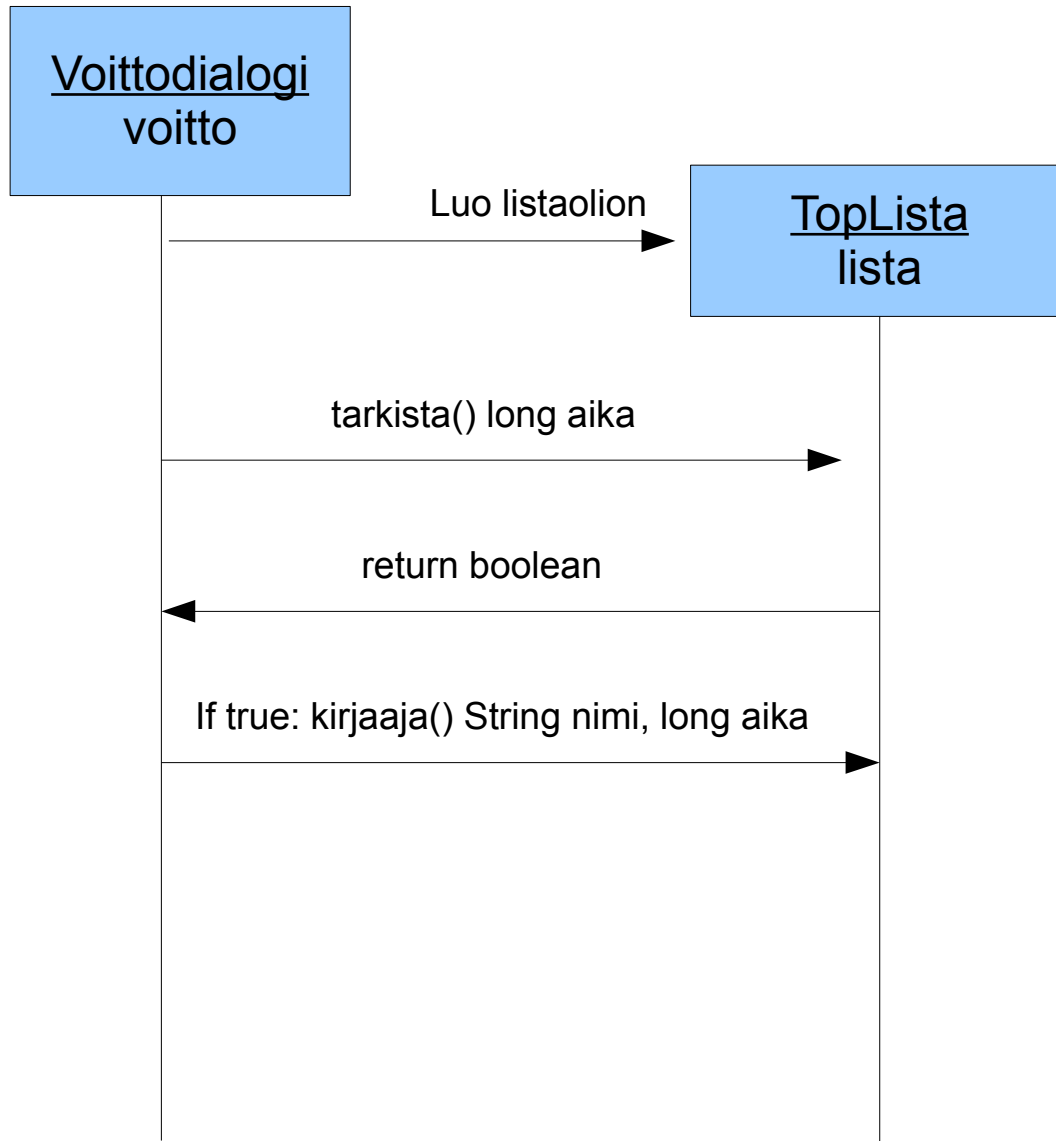 Voittodialogi
voitto
Luo listaolion
TopLista
lista
tarkista() long aika
return boolean
If true: kirjaaja() String nimi, long aika